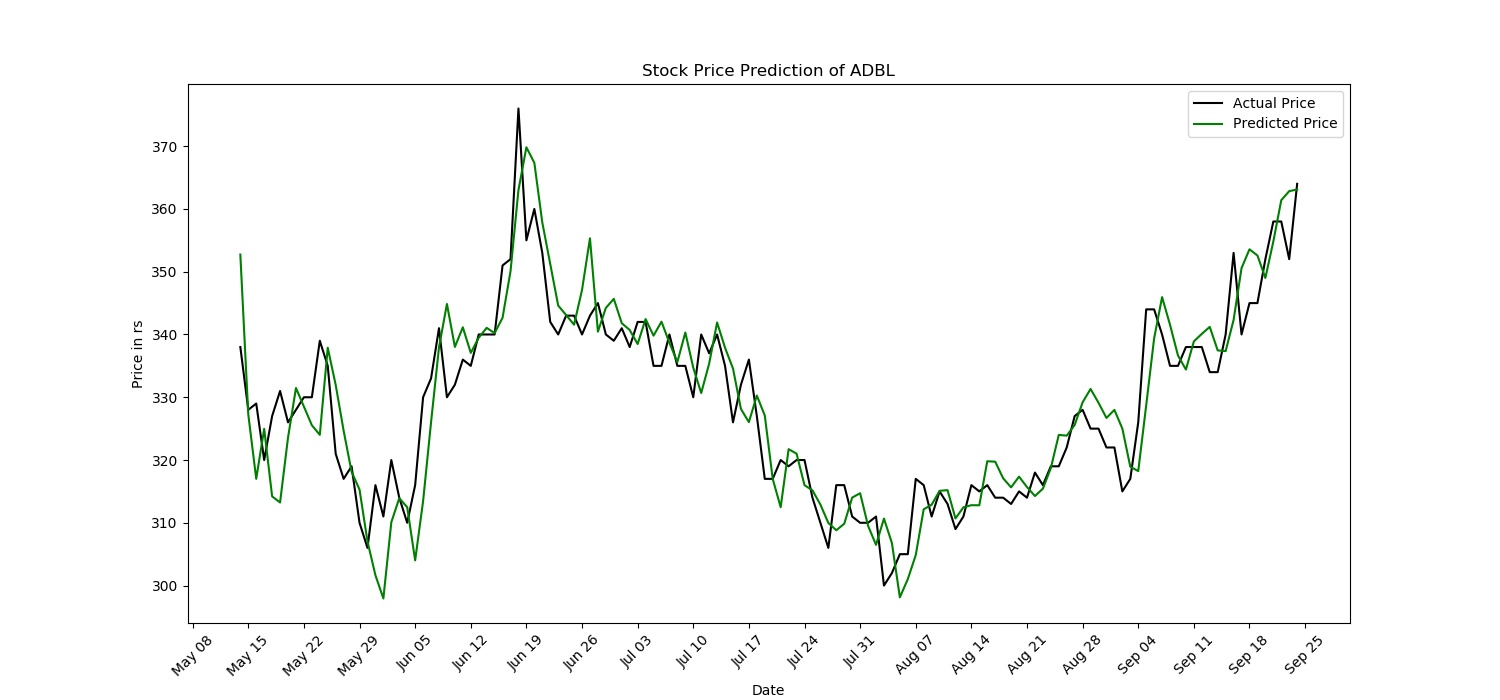 Stock Price Prediction of ADBL
Actual Price
Predicted Price
Price in rs
370
360
350
340
330
320
310
300
May 08
May 15
May 22
May 29
Jun 05
Jun 12
Jun 19
Jun 26
Jul 03
Jul 10
Jul 17
Jul 24
Jul 31
Aug 07
Aug 14
Aug 21
Aug 28
Sep 04
Sep 11
Sep 18
Sep 25
Date